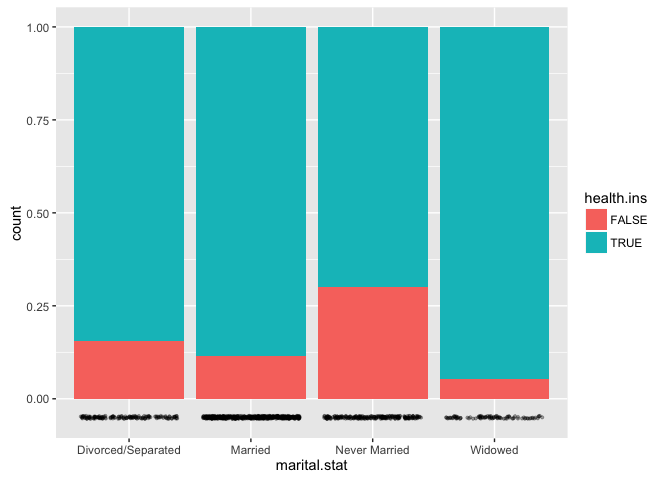 1.00
0.75
0.50
0.25
0.00
count
Divorced/Separated Married Never Married Widowed
marital.stat
health.ins
FALSE
TRUE